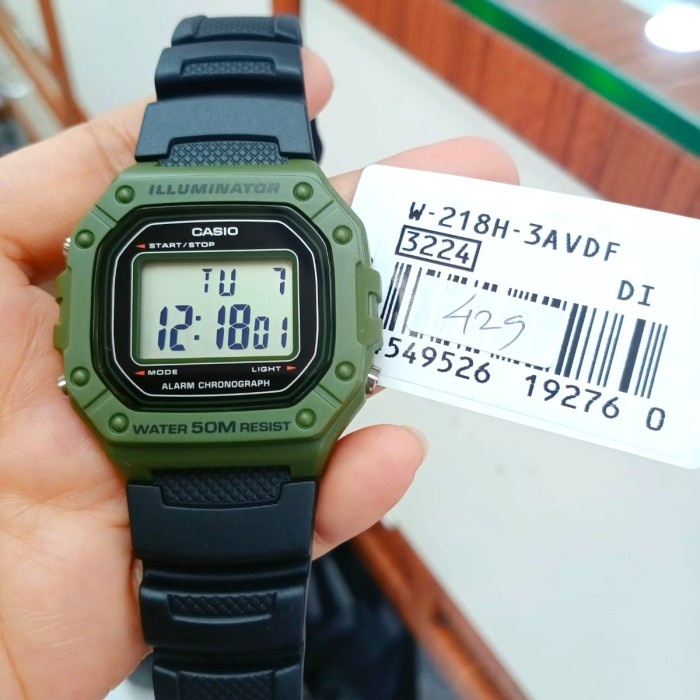 ILLUMINATOR
CASIO
START/STOP
TU 7
12:18 01
MODE LIGHT
ALARM CHRONOGRAPH
WATER 50M RESIST
W-218H-3AVDF
3224
DI
429
549526 19276 0